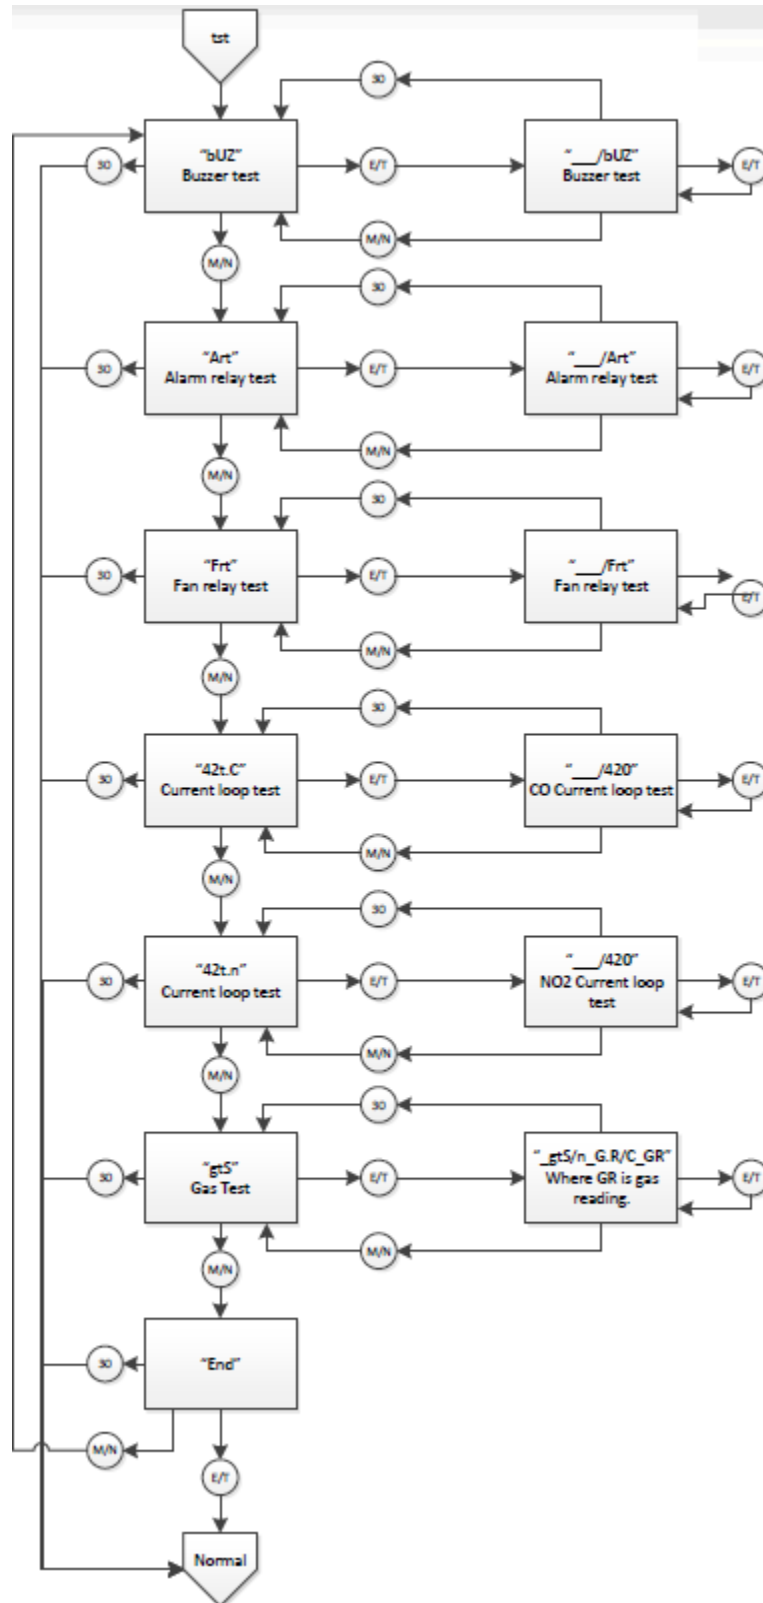 tst
30
"bUZ"
Buzzer test
"___/bUZ"
Buzzer test
30
E/T
E/T
M/N
M/N
30
"Art"
Alarm relay test
"___/Art"
Alarm relay test
30
E/T
E/T
M/N
M/N
30
"Frt"
Fan relay test
"___/Frt"
Fan relay test
30
E/T
E/T
M/N
M/N
30
"42t.C"
Current loop test
"___/420"
CO Current loop test
30
E/T
E/T
M/N
M/N
30
"42t.n"
Current loop test
"___/420"
NO2 Current loop
test
30
E/T
E/T
M/N
M/N
30
"gtS"
Gas Test
"_gtS/n_G.R/C_GR"
Where GR is gas
reading.
30
E/T
E/T
M/N
M/N
"End"
30
M/N
E/T
Normal